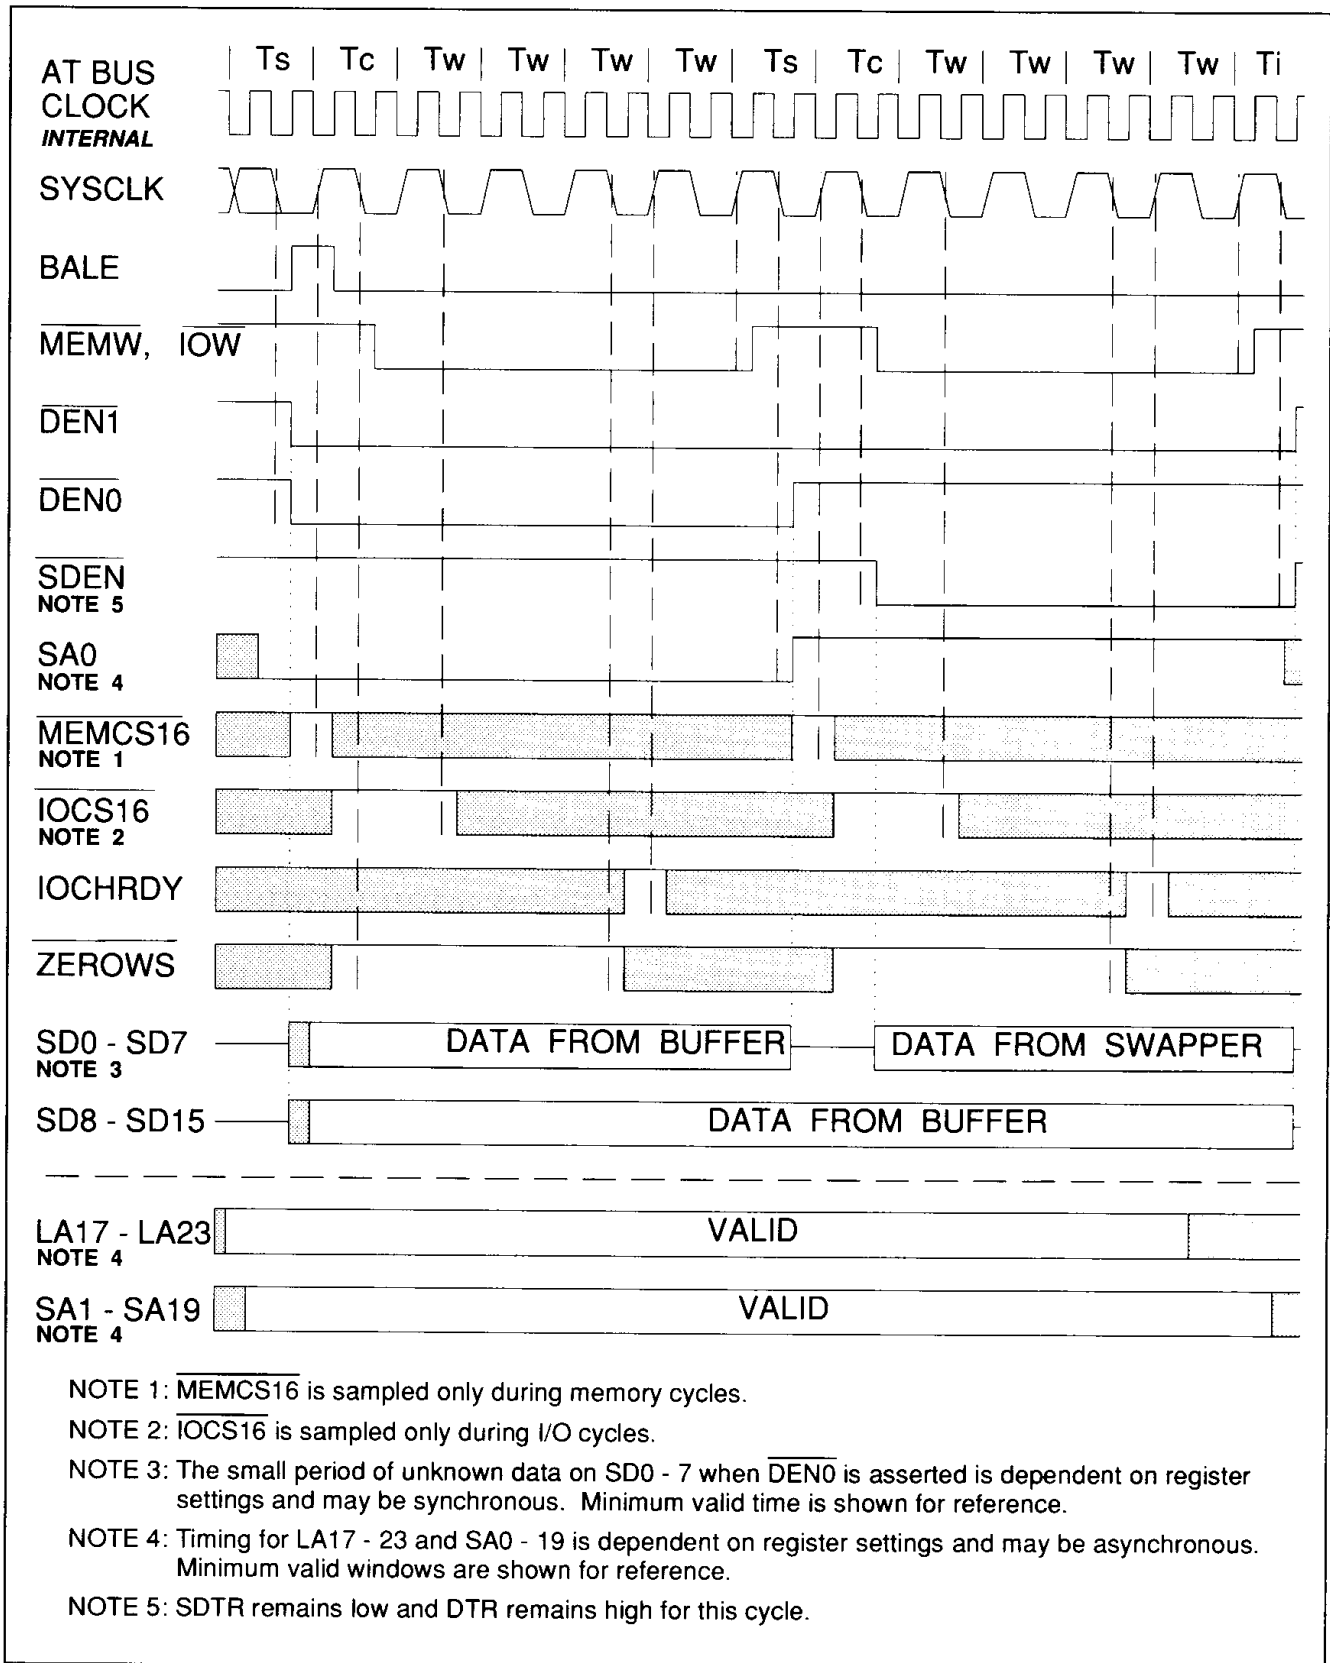 AT BUS
CLOCK
INTERNAL
Ts Tc Tw Tw Tw Tw Ts Tc Tw Tw Tw Tw Ti
SYSCLK
BALE
MEMW, IOW
DEN1
DEN0
SDEN
NOTE 5
SA0
NOTE 4
MEMCS16
NOTE 1
IOCS16
NOTE 2
IOCHRDY
ZEROWS
SD0 - SD7
NOTE 3
DATA FROM BUFFER DATA FROM SWAPPER
SD8 - SD15
DATA FROM BUFFER
LA17 - LA23
NOTE 4
VALID
SA1 - SA19
NOTE 4
VALID
NOTE 1: MEMCS16 is sampled only during memory cycles.
NOTE 2: IOCS16 is sampled only during I/O cycles.
NOTE 3: The small period of unknown data on SD0 - 7 when DEN0 is asserted is dependent on register
settings and may be synchronous. Minimum valid time is shown for reference.
NOTE 4: Timing for LA17 - 23 and SA0 - 19 is dependent on register settings and may be asynchronous.
Minimum valid windows are shown for reference.
NOTE 5: SDTR remains low and DTR remains high for this cycle.